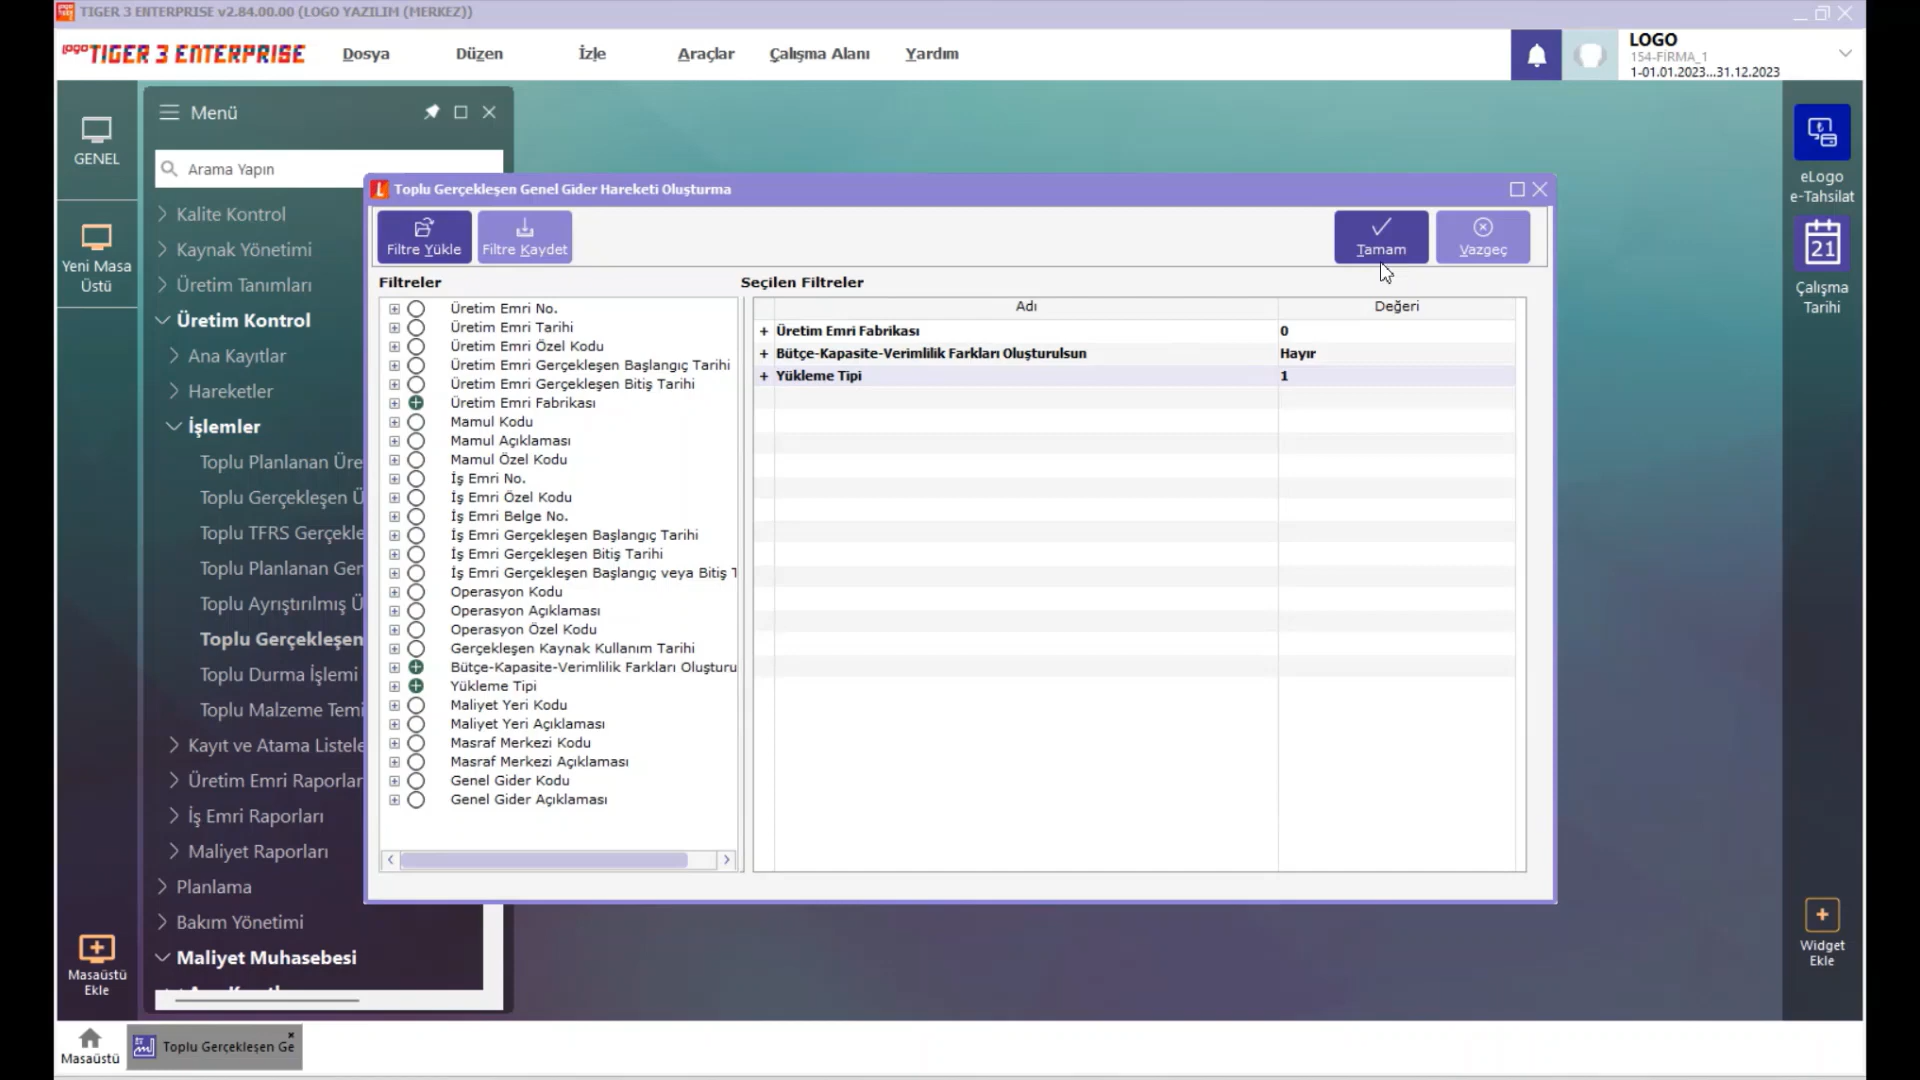 TIGER 3 ENTERPRISE v2.84.00.00 (LOGO YAZILIM (MERKEZ))
LOGO TIGER 3 ENTERPRISE
Dosya
Düzen
İzle
Araçlar
Çalışma Alanı
Yardım
LOGO
154-FİRMA_1
1-01.01.2023...31.12.2023
GENEL
Yeni Masa
Üstü
Masaüstü
Ekle
Menü
Arama Yapın
Kalite Kontrol
Kaynak Yönetimi
Üretim Tanımları
Üretim Kontrol
Ana Kayıtlar
Hareketler
İşlemler
Toplu Planlanan Üre
Toplu Gerçekleşen Ü
Toplu TFRS Gerçekle
Toplu Planlanan Ger
Toplu Ayrıştırılmış Ü
Toplu Gerçekleşen
Toplu Durma İşlemi
Toplu Malzeme Temi
Kayıt ve Atama Listele
Üretim Emri Raporlar
İş Emri Raporları
Maliyet Raporları
Planlama
Bakım Yönetimi
Maliyet Muhasebesi
Toplu Gerçekleşen Genel Gider Hareketi Oluşturma
Filtre Yükle
Filtre Kaydet
Tamam
Vazgeç
Filtreler
Üretim Emri No.
Üretim Emri Tarihi
Üretim Emri Özel Kodu
Üretim Emri Gerçekleşen Başlangıç Tarihi
Üretim Emri Gerçekleşen Bitiş Tarihi
Üretim Emri Fabrikası
Mamul Kodu
Mamul Açıklaması
Mamul Özel Kodu
İş Emri No.
İş Emri Özel Kodu
İş Emri Belge No.
İş Emri Gerçekleşen Başlangıç Tarihi
İş Emri Gerçekleşen Bitiş Tarihi
İş Emri Gerçekleşen Başlangıç veya Bitiş T
Operasyon Kodu
Operasyon Açıklaması
Operasyon Özel Kodu
Gerçekleşen Kaynak Kullanım Tarihi
Bütçe-Kapasite-Verimlilik Farkları Oluşturu
Yükleme Tipi
Maliyet Yeri Kodu
Maliyet Yeri Açıklaması
Masraf Merkezi Kodu
Masraf Merkezi Açıklaması
Genel Gider Kodu
Genel Gider Açıklaması
Seçilen Filtreler
Adı Değeri
+ Üretim Emri Fabrikası 0
+ Bütçe-Kapasite-Verimlilik Farkları Oluşturulsun Hayır
+ Yükleme Tipi 1
eLogo
e-Tahsilat
21
Çalışma
Tarihi
Widget
Ekle
Masaüstü
Toplu Gerçekleşen Ge